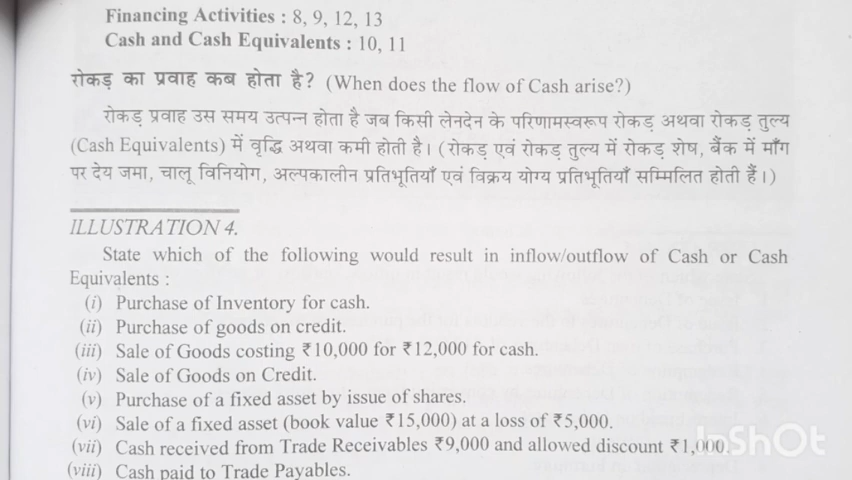 Financing Activities : 8, 9, 12, 13
Cash and Cash Equivalents : 10, 11
रोकड़ का प्रवाह कब होता है? (When does the flow of Cash arise?)
रोकड़ प्रवाह उस समय उत्पन्न होता है जब किसी लेनदेन के परिणामस्वरूप रोकड़ अथवा रोकड़ तुल्य
(Cash Equivalents) में वृद्धि अथवा कमी होती है। (रोकड़ एवं रोकड़ तुल्य में रोकड़ शेष, बैंक में माँग
पर देय जमा, चालू विनियोग, अल्पकालीन प्रतिभूतियाँ एवं विक्रय योग्य प्रतिभूतियाँ सम्मिलित होती हैं।)
ILLUSTRATION 4.
State which of the following would result in inflow/outflow of Cash or Cash
Equivalents :
(i) Purchase of Inventory for cash.
(ii) Purchase of goods on credit.
(iii) Sale of Goods costing ₹10,000 for ₹12,000 for cash.
(iv) Sale of Goods on Credit.
(v) Purchase of a fixed asset by issue of shares.
(vi) Sale of a fixed asset (book value ₹15,000) at a loss of ₹5,000.
(vii) Cash received from Trade Receivables ₹9,000 and allowed discount ₹1,000.
InShOt
(viii) Cash paid to Trade Payables.